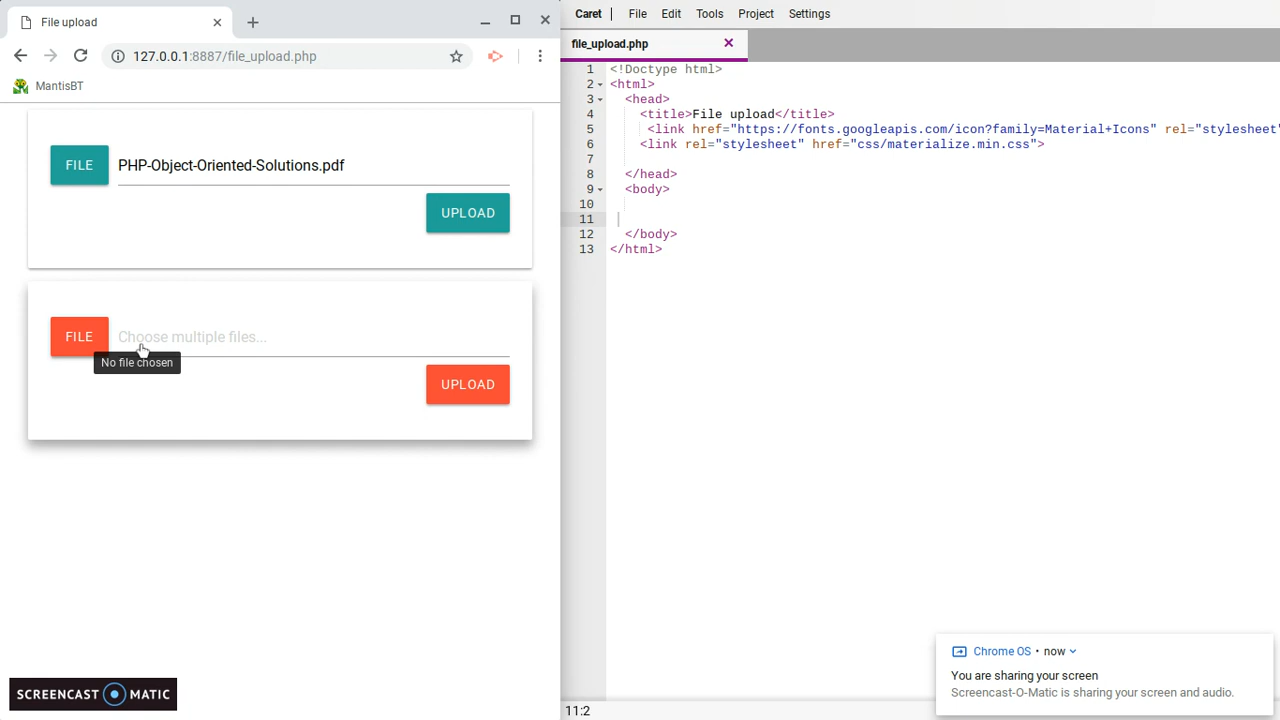 File upload
127.0.0.1:8887/file_upload.php
MantisBT
FILE
PHP-Object-Oriented-Solutions.pdf
UPLOAD
FILE
Choose multiple files...
No file chosen
UPLOAD
SCREENCAST MATIC
Caret | File Edit Tools Project Settings
file_upload.php
1 <!Doctype html>
2 <html>
3 <head>
4 <title>File upload</title>
5 <link href="https://fonts.googleapis.com/icon?family=Material+Icons" rel="stylesheet"
6 <link rel="stylesheet" href="css/materialize.min.css">
7
8 </head>
9 <body>
10
11
12 </body>
13 </html>
Chrome OS • now
You are sharing your screen
Screencast-O-Matic is sharing your screen and audio.
11:2